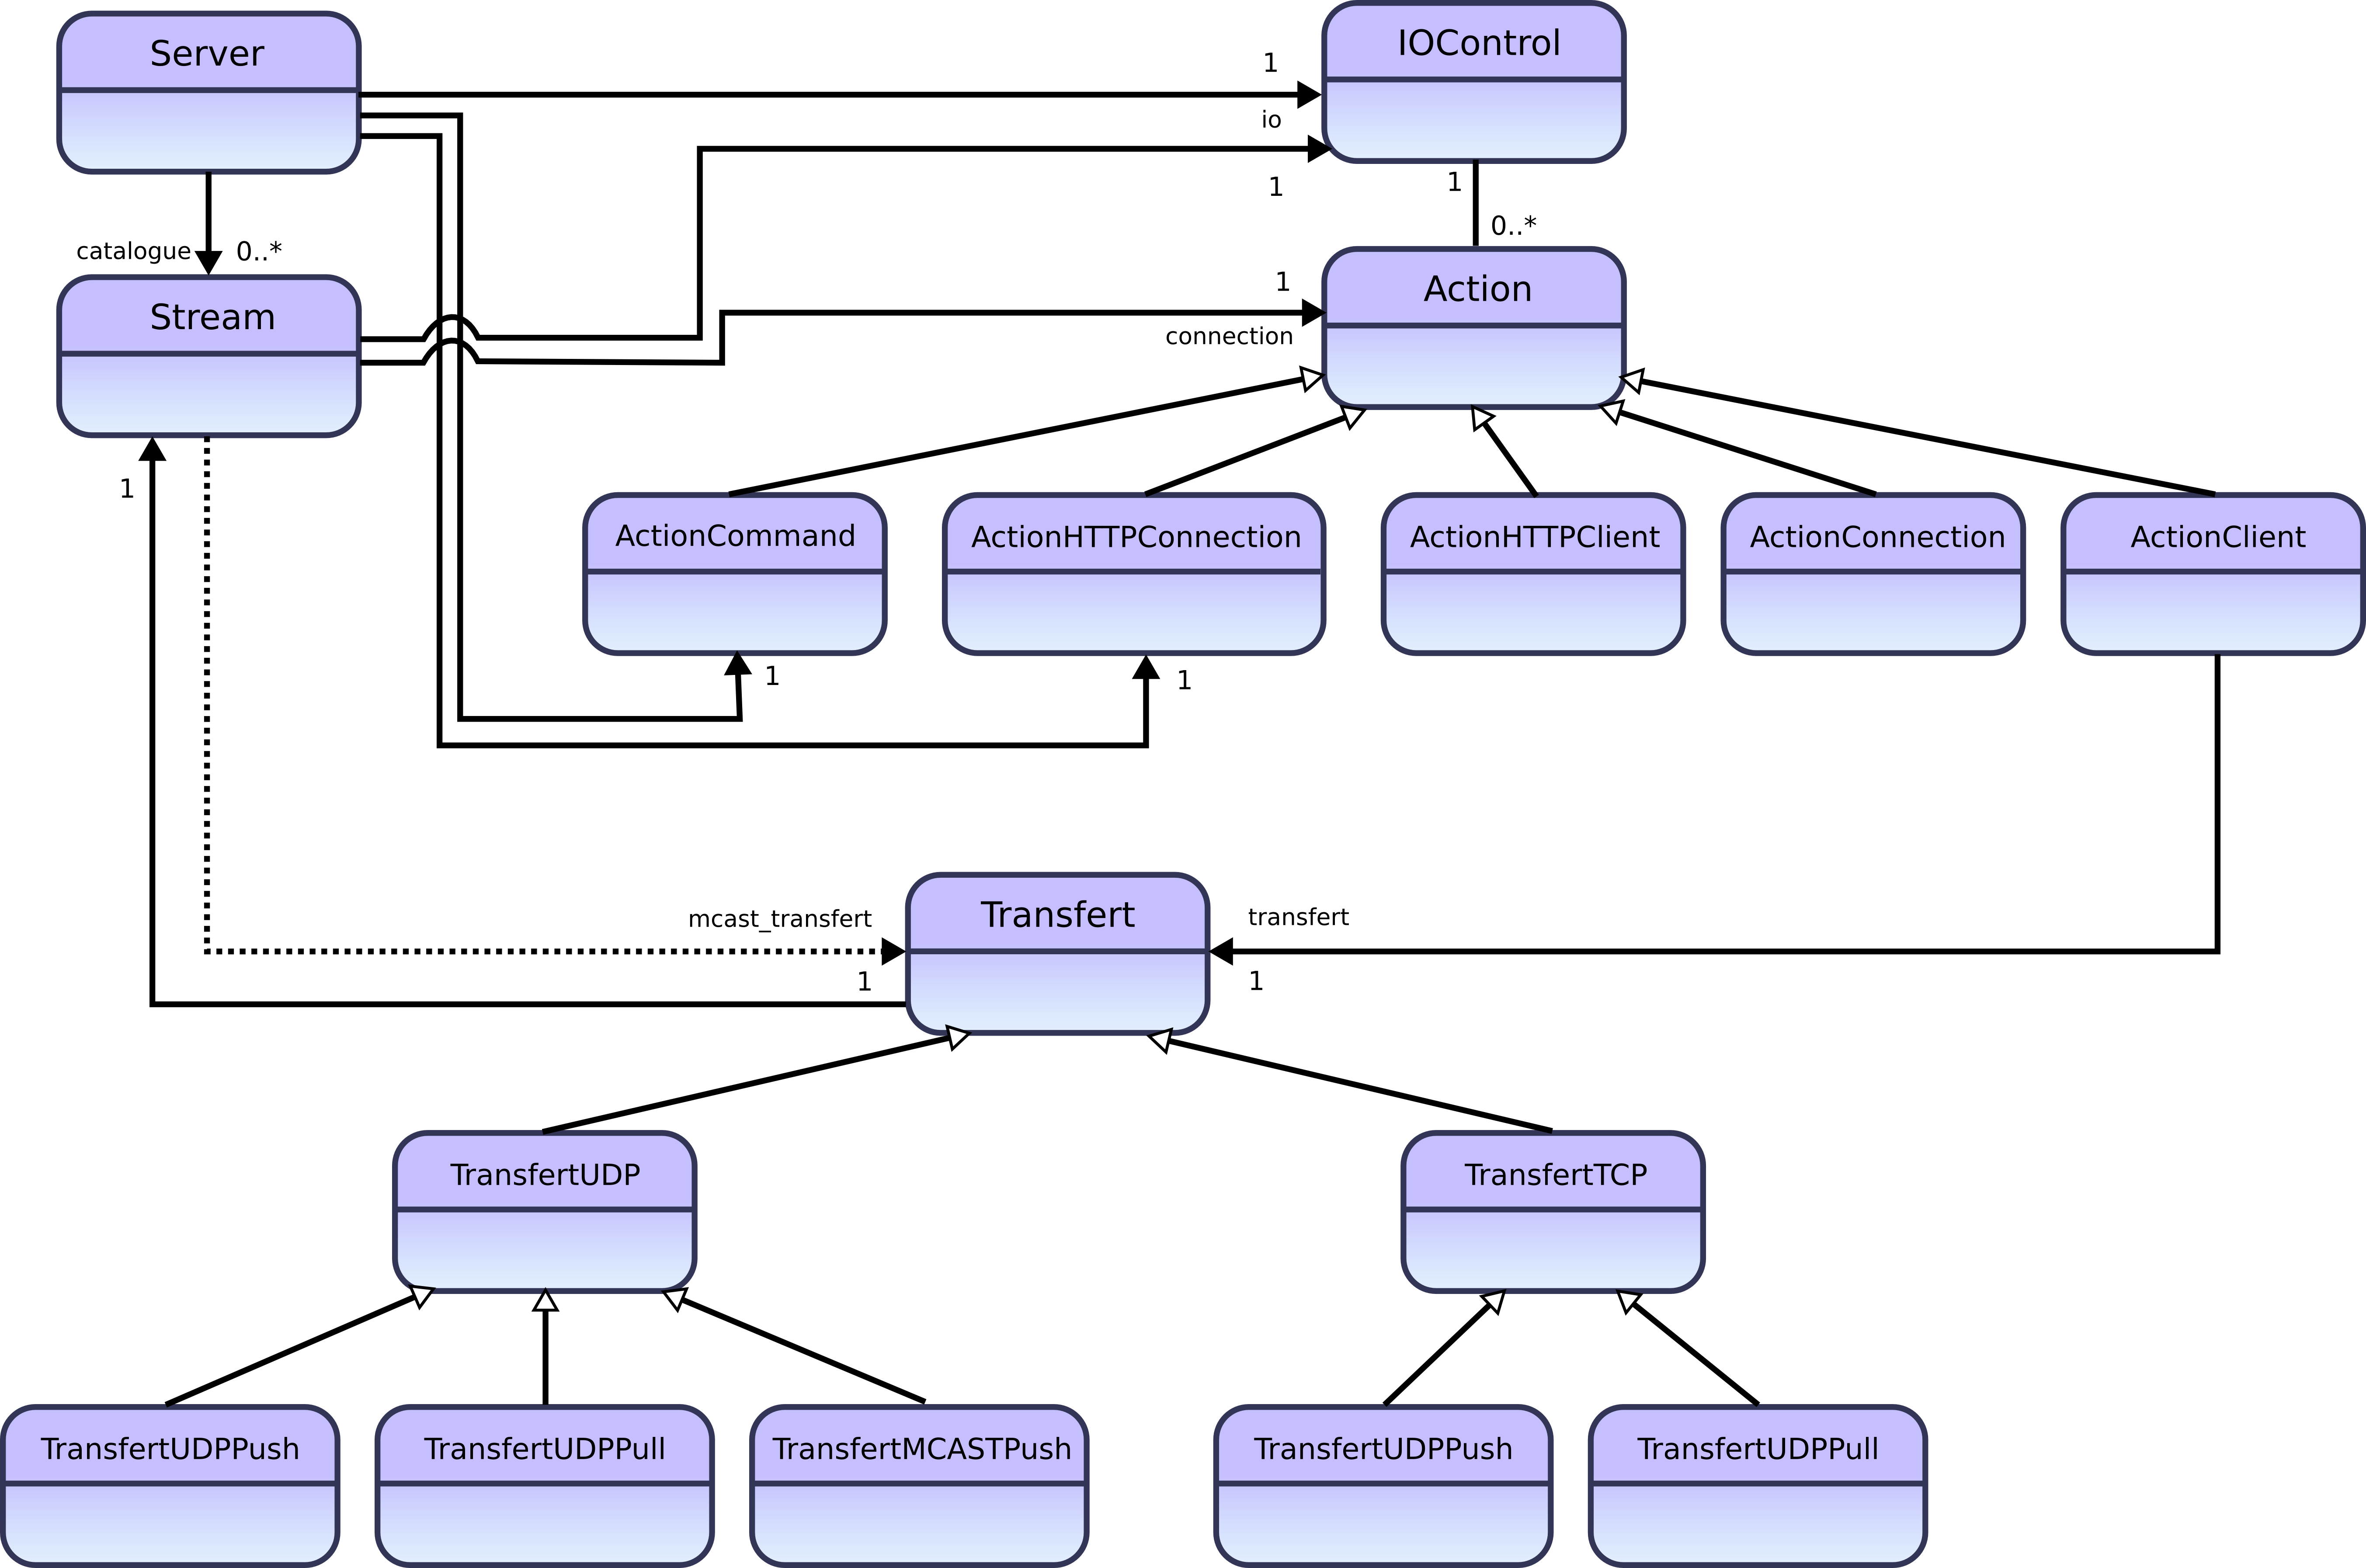 Server
IOControl
1
io
1
1
0..*
catalogue
0..*
Stream
Action
1
connection
1
ActionCommand
ActionHTTPConnection
ActionHTTPClient
ActionConnection
ActionClient
1
1
Transfert
mcast_transfert
transfert
1
1
TransfertUDP
TransfertTCP
TransfertUDPPush
TransfertUDPPull
TransfertMCASTPush
TransfertUDPPush
TransfertUDPPull